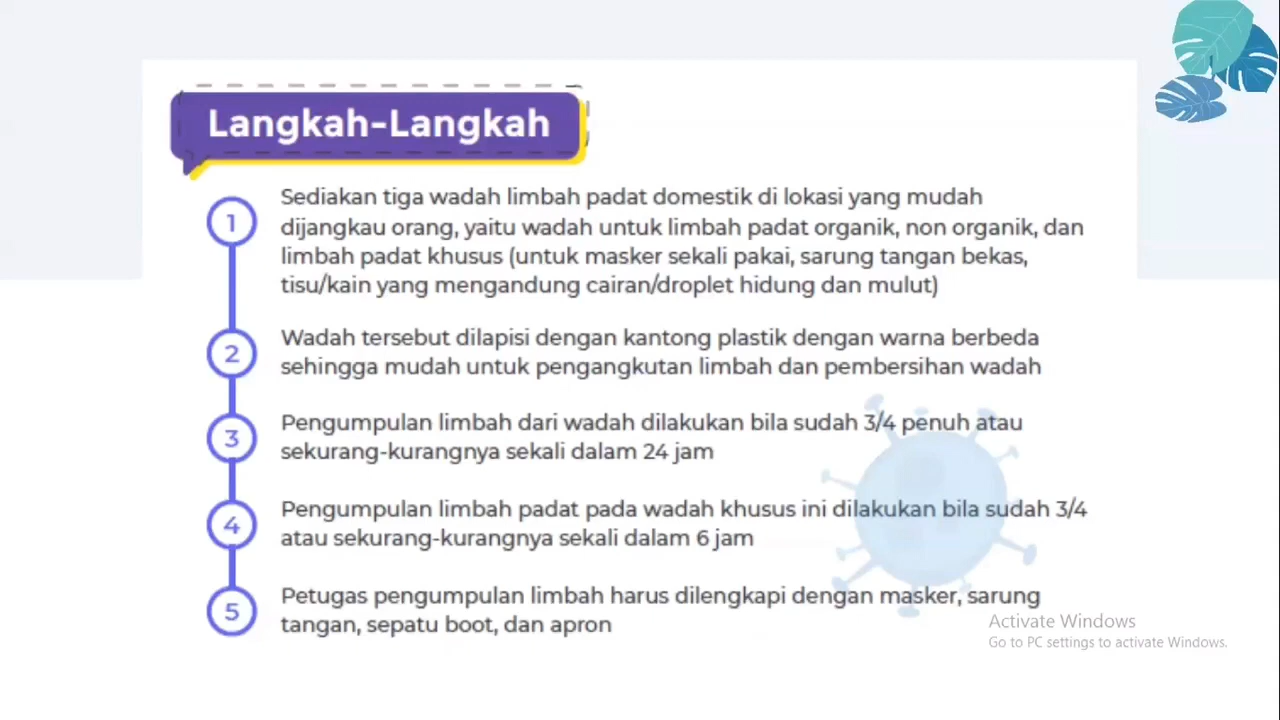 Langkah-Langkah
1
Sediakan tiga wadah limbah padat domestik di lokasi yang mudah
dijangkau orang, yaitu wadah untuk limbah padat organik, non organik, dan
limbah padat khusus (untuk masker sekali pakai, sarung tangan bekas,
tisu/kain yang mengandung cairan/droplet hidung dan mulut)
2
Wadah tersebut dilapisi dengan kantong plastik dengan warna berbeda
sehingga mudah untuk pengangkutan limbah dan pembersihan wadah
3
Pengumpulan limbah dari wadah dilakukan bila sudah 3/4 penuh atau
sekurang-kurangnya sekali dalam 24 jam
4
Pengumpulan limbah padat pada wadah khusus ini dilakukan bila sudah 3/4
atau sekurang-kurangnya sekali dalam 6 jam
5
Petugas pengumpulan limbah harus dilengkapi dengan masker, sarung
tangan, sepatu boot, dan apron
Activate Windows
Go to PC settings to activate Windows.